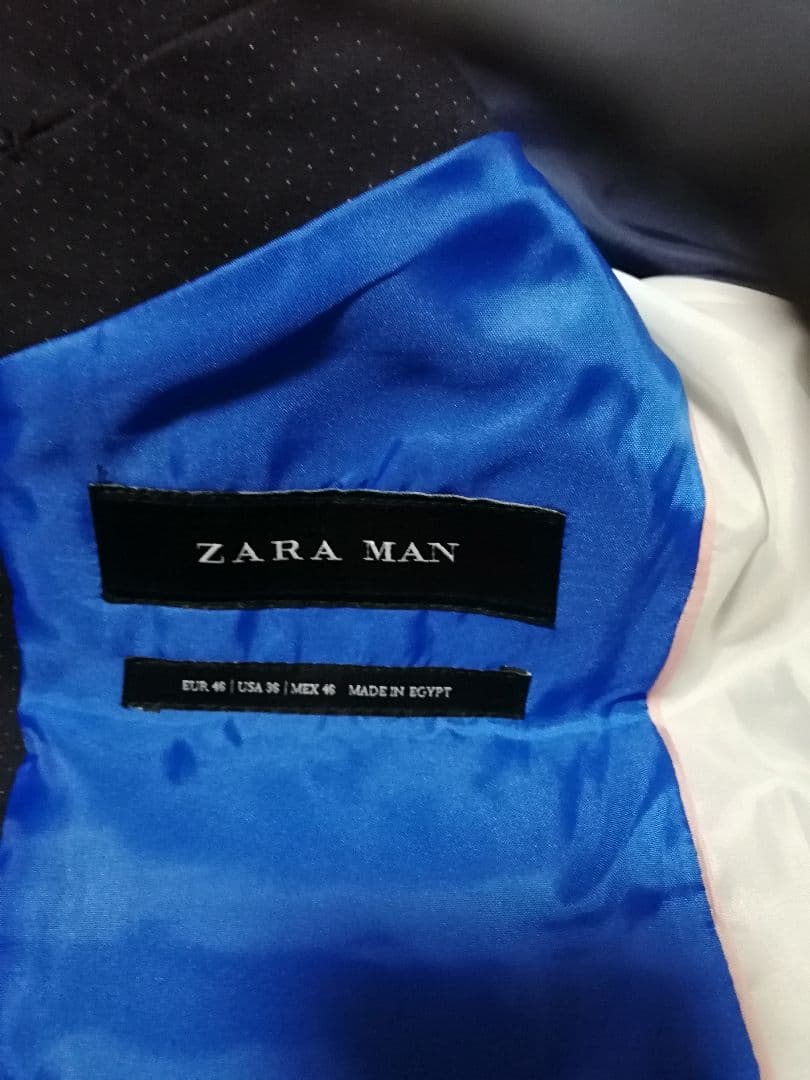 ZARA MAN
EUR 46 | USA 36 | MEX 46 MADE IN EGYPT